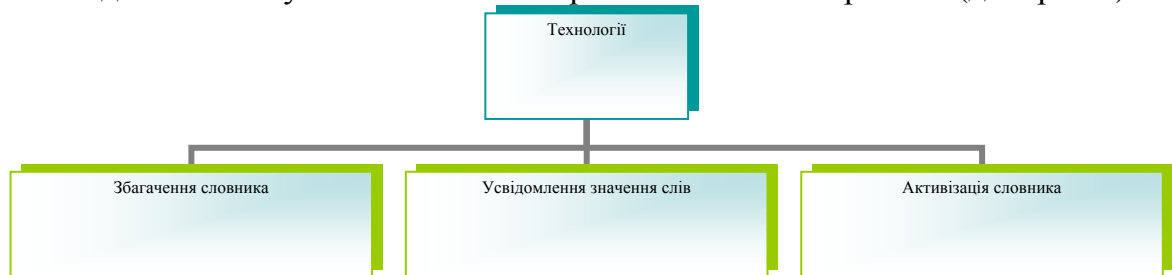 Технології
Збагачення словника
Усвідомлення значення слів
Активізація словника